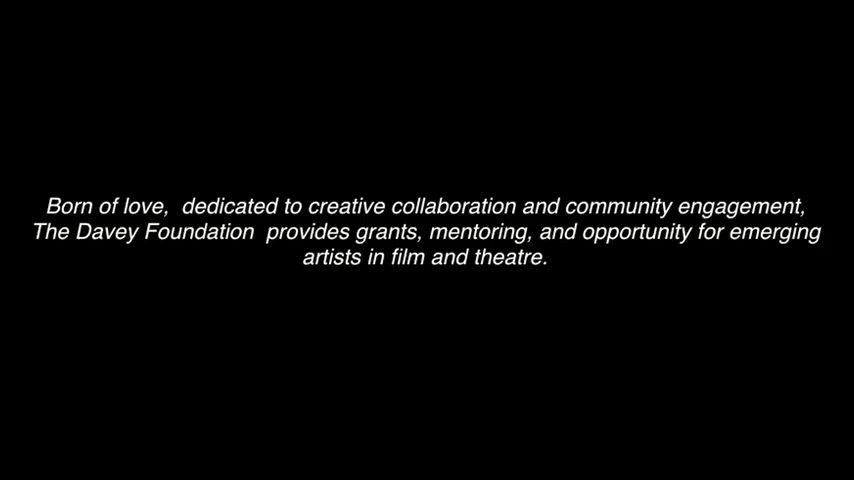 Born of love,  dedicated to creative collaboration and community engagement,
The Davey Foundation  provides grants, mentoring, and opportunity for emerging
artists in film and theatre.